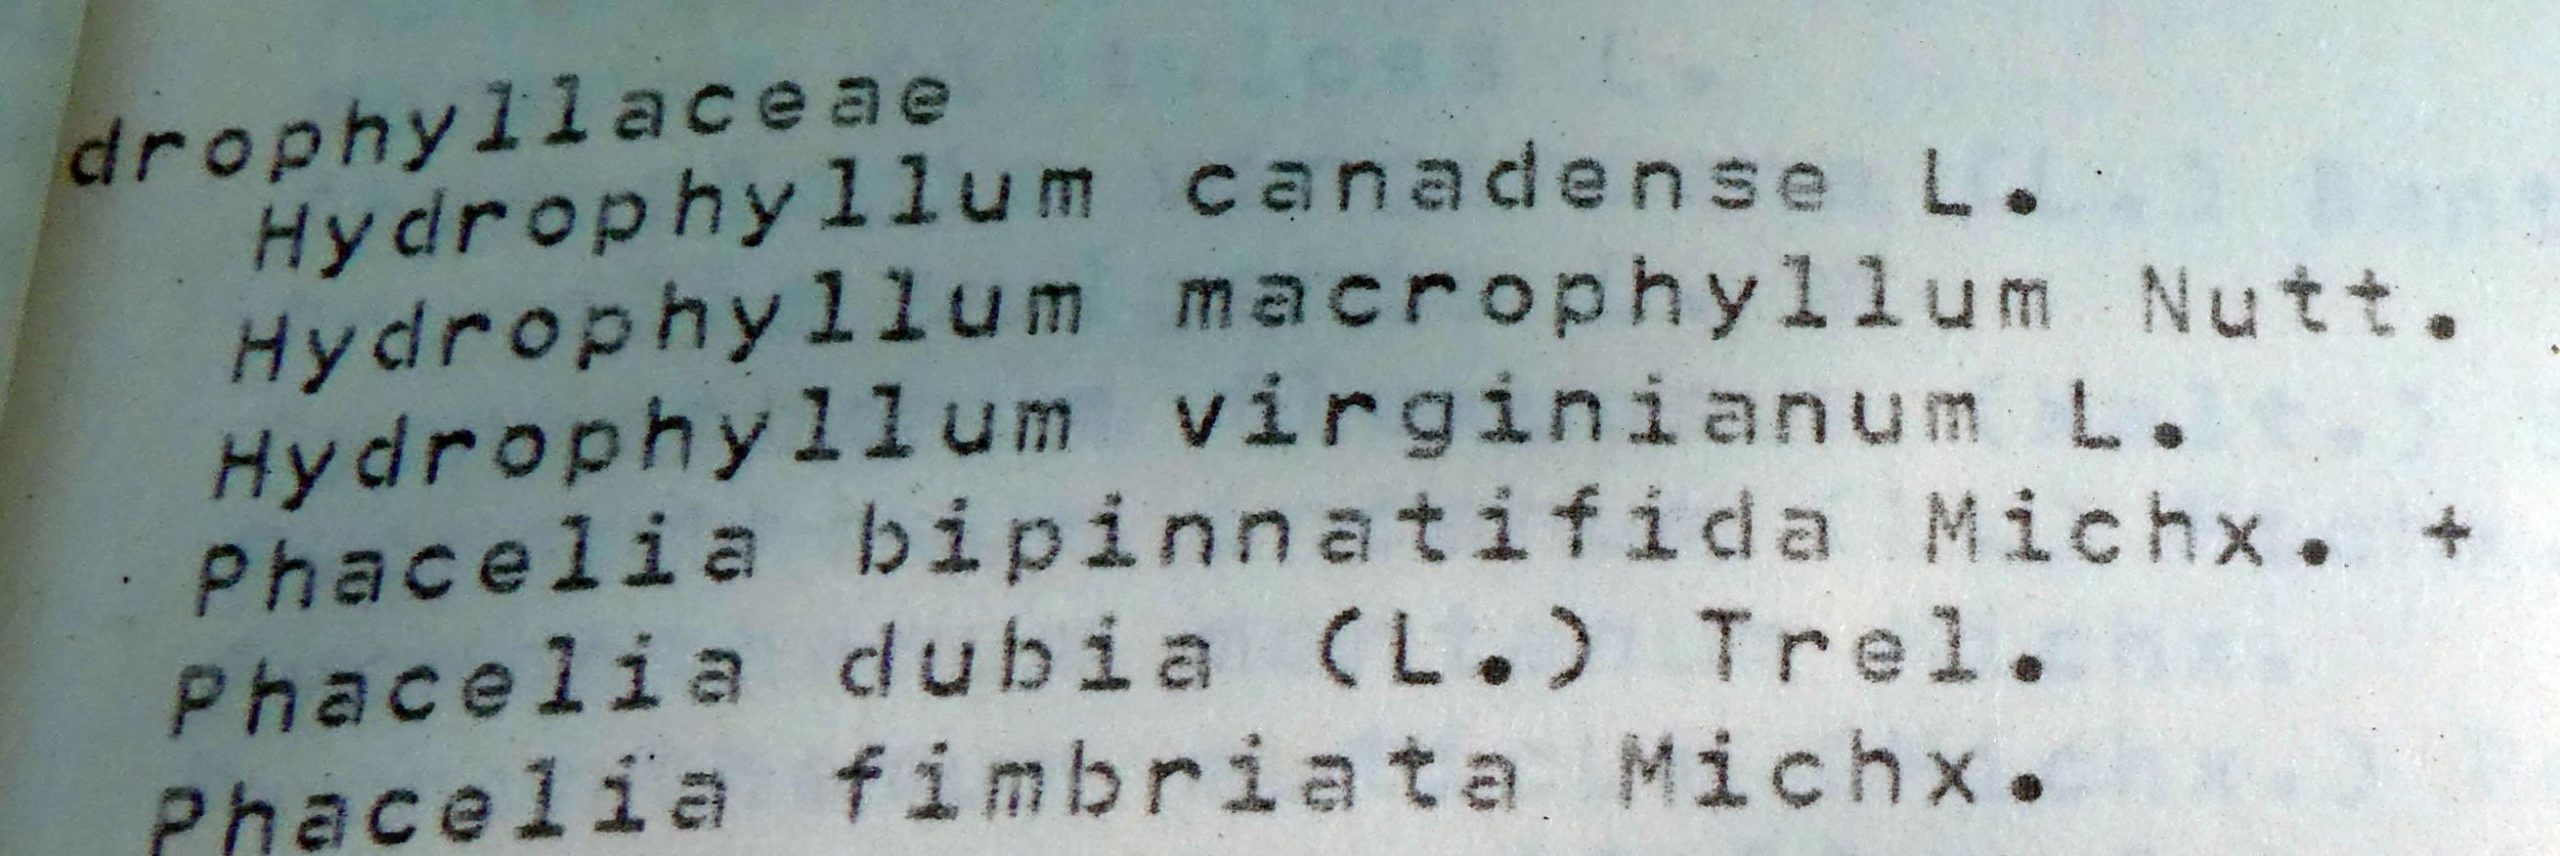 drophyllaceae
Hydrophyllum canadense L.
Hydrophyllum macrophyllum Nutt.
Hydrophyllum virginianum L.
Phacelia bipinnatifida Michx. +
Phacelia dubia (L.) Trel.
Phacelia fimbriata Michx.